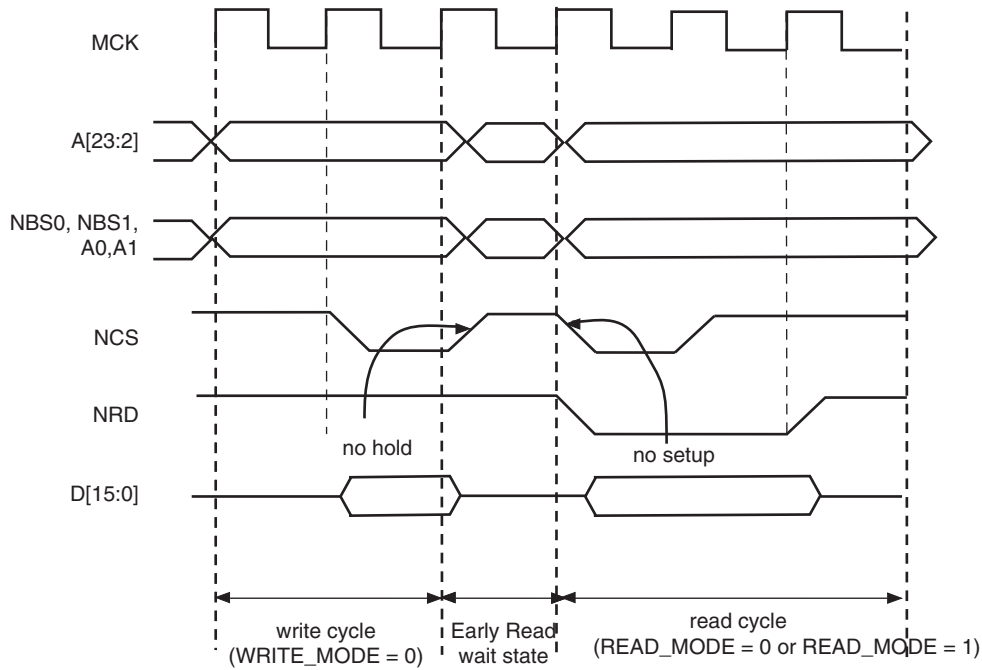 MCK
A[23:2]
NBS0, NBS1,
A0,A1
NCS
NRD
no hold
no setup
D[15:0]
write cycle
(WRITE_MODE = 0)
Early Read
wait state
read cycle
(READ_MODE = 0 or READ_MODE = 1)